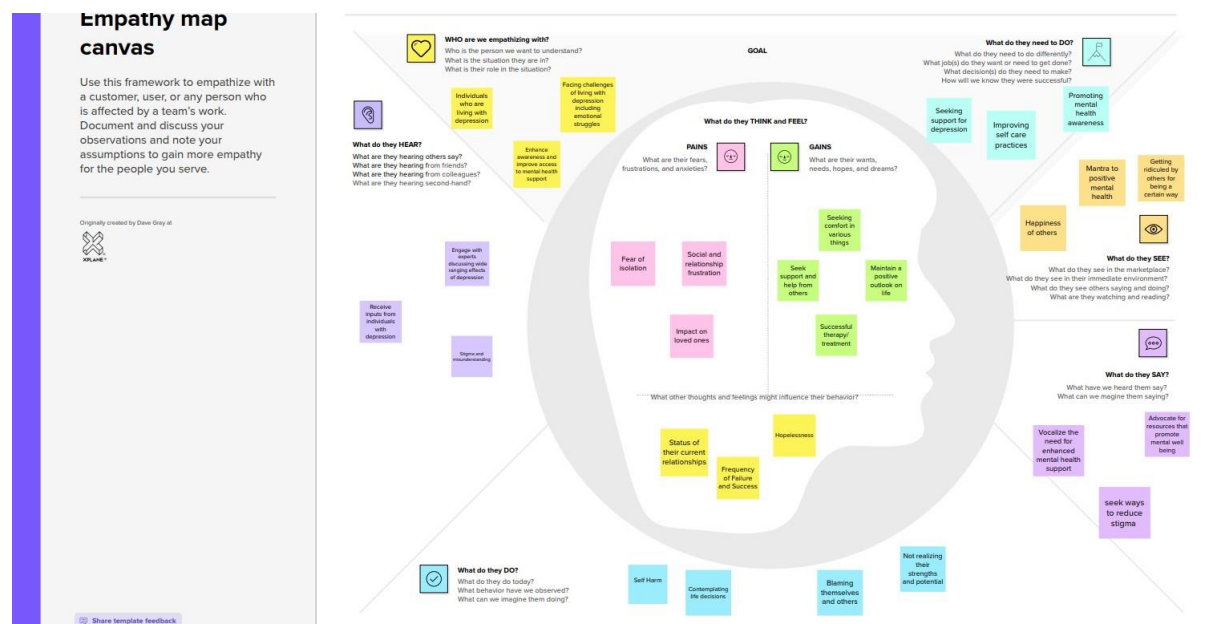 Empathy map
canvas
Use this framework to empathize with
a customer, user, or any person who
is affected by a team's work.
Document and discuss your
observations and note your
assumptions to gain more empathy
for the people you serve.
Originally created by Dave Gray at
XPLANE
Share template feedback
WHO are we empathizing with?
Who is the person we want to understand?
What is the situation they are in?
What is their role in the situation?
Individuals
who are
living with
depression
Facing challenges
of living with
depression
including
emotional
struggles
Enhance
awareness and
improve access
to mental health
support
GOAL
What do they need to DO?
What do they need to do differently?
What job(s) do they want or need to get done?
What decision(s) do they need to make?
How will we know they were successful?
Seeking
support for
depression
Improving
self care
practices
Promoting
mental
health
awareness
What do they HEAR?
What are they hearing others say?
What are they hearing from friends?
What are they hearing from colleagues?
What are they hearing second-hand?
Engage with
experts
discussing wide
ranging effects
of depression
Receive
inputs from
individuals
with
depression
Stigma and
misunderstanding
What do they THINK and FEEL?
PAINS
What are their fears,
frustrations, and anxieties?
Fear of
isolation
Social and
relationship
frustration
Impact on
loved ones
GAINS
What are their wants,
needs, hopes, and dreams?
Seeking
comfort in
various
things
Seek
support and
help from
others
Maintain a
positive
outlook on
life
Successful
therapy/
treatment
What other thoughts and feelings might influence their behavior?
Status of
their current
relationships
Frequency
of Failure
and Success
Hopelessness
Mantra to
positive
mental
health
Getting
ridiculed by
others for
being a
certain way
Happiness
of others
What do they SEE?
What do they see in the marketplace?
What do they see in their immediate environment?
What do they see others saying and doing?
What are they watching and reading?
What do they SAY?
What have we heard them say?
What can we magine them saying?
Vocalize the
need for
enhanced
mental health
support
Advocate for
resources that
promote
mental well
being
seek ways
to reduce
stigma
What do they DO?
What do they do today?
What behavior have we observed?
What can we imagine them doing?
Self Harm
Contemplating
life decisions
Blaming
themselves
and others
Not realizing
their
strengths
and potential